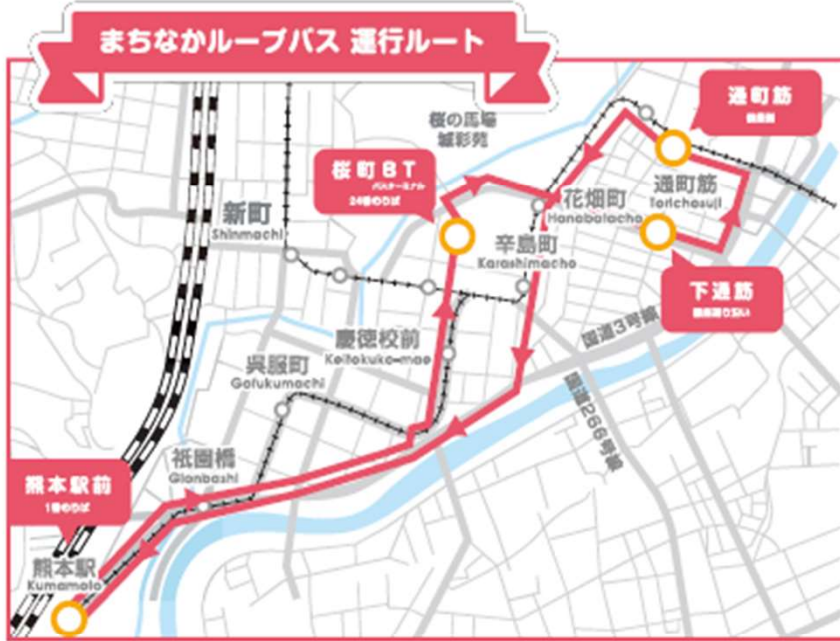 まちなかループバス 運行ルート
通町筋
桜の馬場
城彩苑
桜町BT
バスターミナル
24番のりば
新町
Shinmachi
花畑町
Hanabatacho
通町筋
Toricho
辛島町
Karashimacho
下通筋
国道3号線
慶徳校前
Keitokuko-mae
呉服町
Gofukumachi
国道266号線
祇園橋
Gionbashi
熊本駅前
1番のりば
熊本駅
Kumamoto